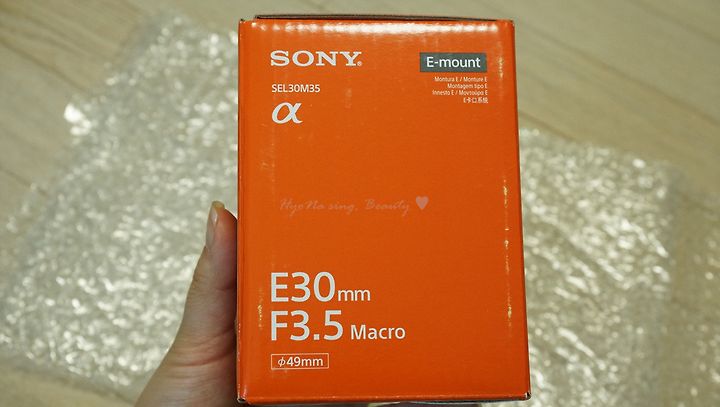 SONY®
E-mount
SEL30M35
Montura E / Monture E
Montagem tipo E
Innesto E / Μοντούρα E
E卡口系统
α
HyoNa sing. Beauty ♥
E30mm
F3.5 Macro
ϕ49mm